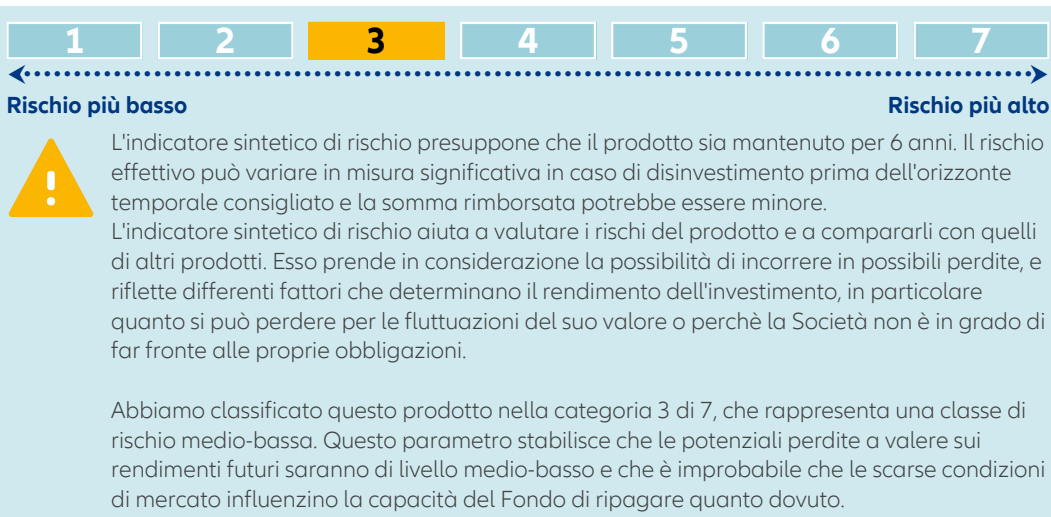 1 2 3 4 5 6 7
Rischio più basso Rischio più alto
L'indicatore sintetico di rischio presuppone che il prodotto sia mantenuto per 6 anni. Il rischio
effettivo può variare in misura significativa in caso di disinvestimento prima dell'orizzonte
temporale consigliato e la somma rimborsata potrebbe essere minore.
L'indicatore sintetico di rischio aiuta a valutare i rischi del prodotto e a compararli con quelli
di altri prodotti. Esso prende in considerazione la possibilità di incorrere in possibili perdite, e
riflette differenti fattori che determinano il rendimento dell'investimento, in particolare
quanto si può perdere per le fluttuazioni del suo valore o perchè la Società non è in grado di
far fronte alle proprie obbligazioni.
Abbiamo classificato questo prodotto nella categoria 3 di 7, che rappresenta una classe di
rischio medio-bassa. Questo parametro stabilisce che le potenziali perdite a valere sui
rendimenti futuri saranno di livello medio-basso e che è improbabile che le scarse condizioni
di mercato influenzino la capacità del Fondo di ripagare quanto dovuto.